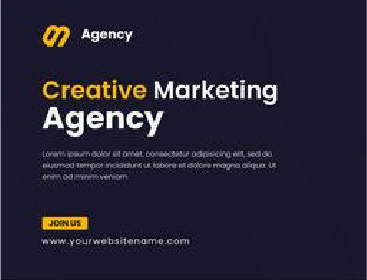 Agency
Creative Marketing
Agency
Lorem ipsum dolor sit amet, consectetur adipisicing elit, sed do
eiusmod tempor incididunt ut labore et dolore magna aliqua. Ut
enim ad minim veniam.
JOIN US
www.yourwebsitename.com